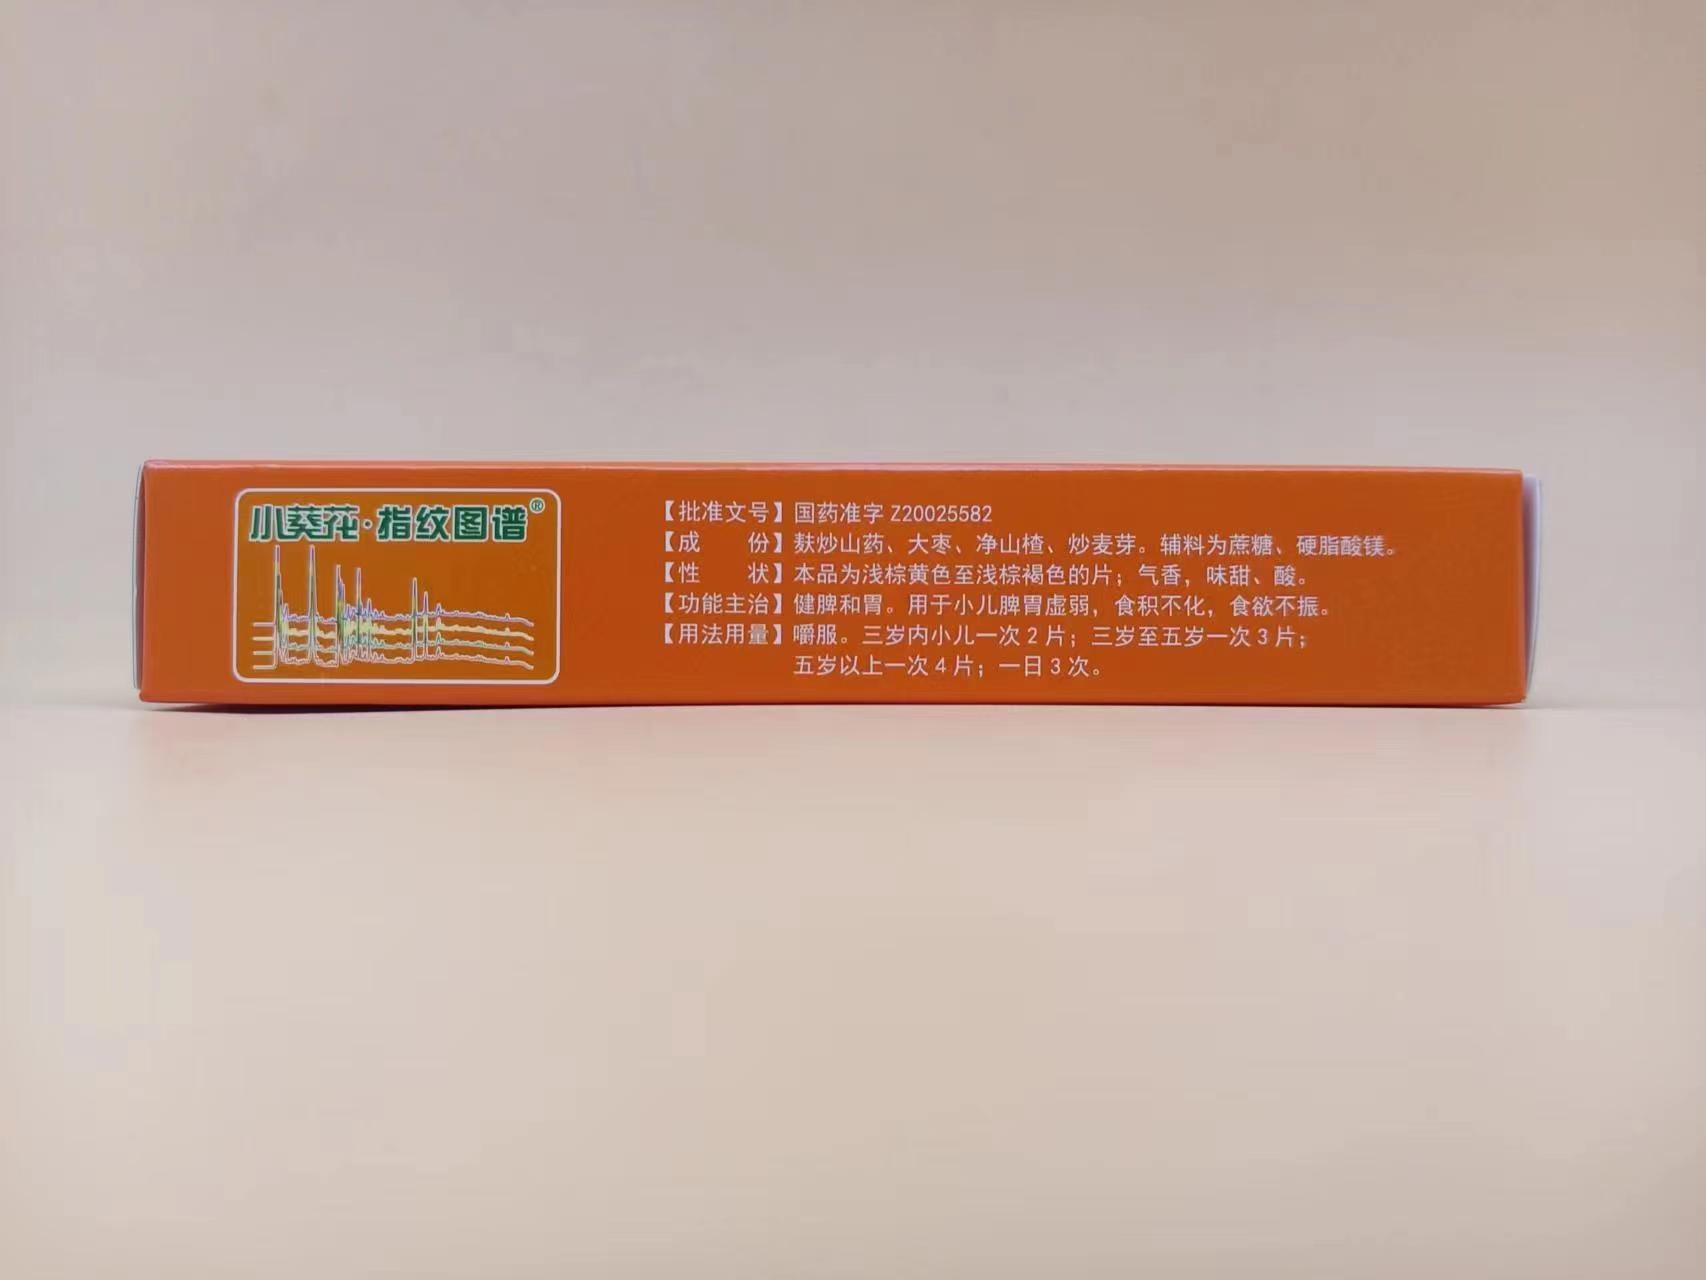 小葵花·指纹图谱®
【批准文号】国药准字 Z20025582
【成 份】麸炒山药、大枣、净山楂、炒麦芽。辅料为蔗糖、硬脂酸镁。
【性 状】本品为浅棕黄色至浅棕褐色的片；气香，味甜、酸。
【功能主治】健脾和胃。用于小儿脾胃虚弱，食积不化，食欲不振。
【用法用量】嚼服。三岁内小儿一次 2 片；三岁至五岁一次 3 片；
五岁以上一次 4 片；一日 3 次。